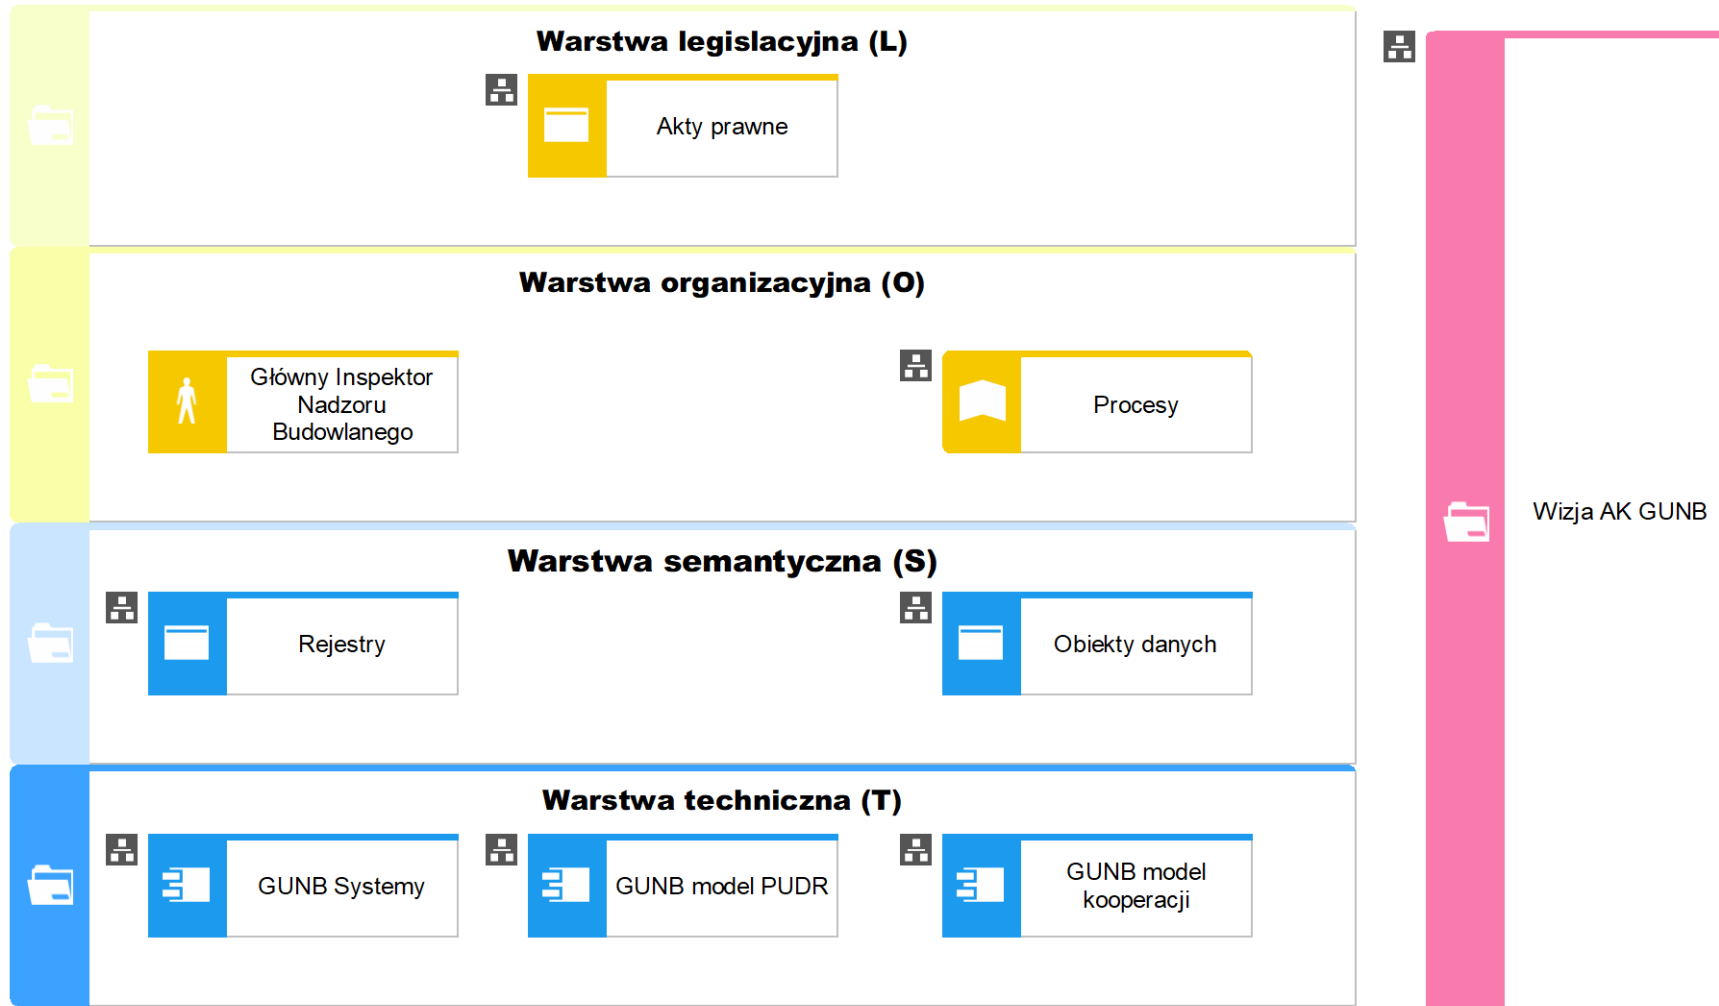 Warstwa legislacyjna (L)
Akty prawne
Warstwa organizacyjna (O)
Główny Inspektor
Nadzoru
Budowlanego
Procesy
Warstwa semantyczna (S)
Rejestry
Obiekty danych
Warstwa techniczna (T)
GUNB Systemy
GUNB model PUDR
GUNB model
kooperacji
Wizja AK GUNB